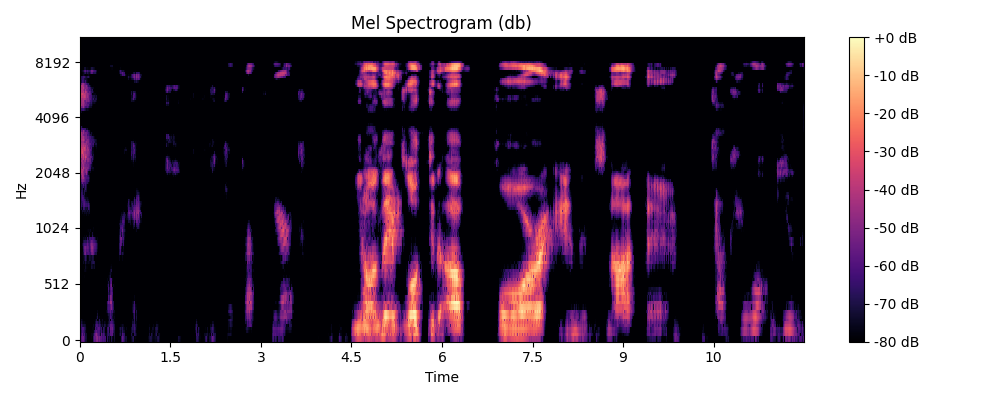 Mel Spectrogram (db)
8192
4096
2048
1024
512
0
Hz
0 1.5 3 4.5 6 7.5 9 10
Time
+0 dB
-10 dB
-20 dB
-30 dB
-40 dB
-50 dB
-60 dB
-70 dB
-80 dB